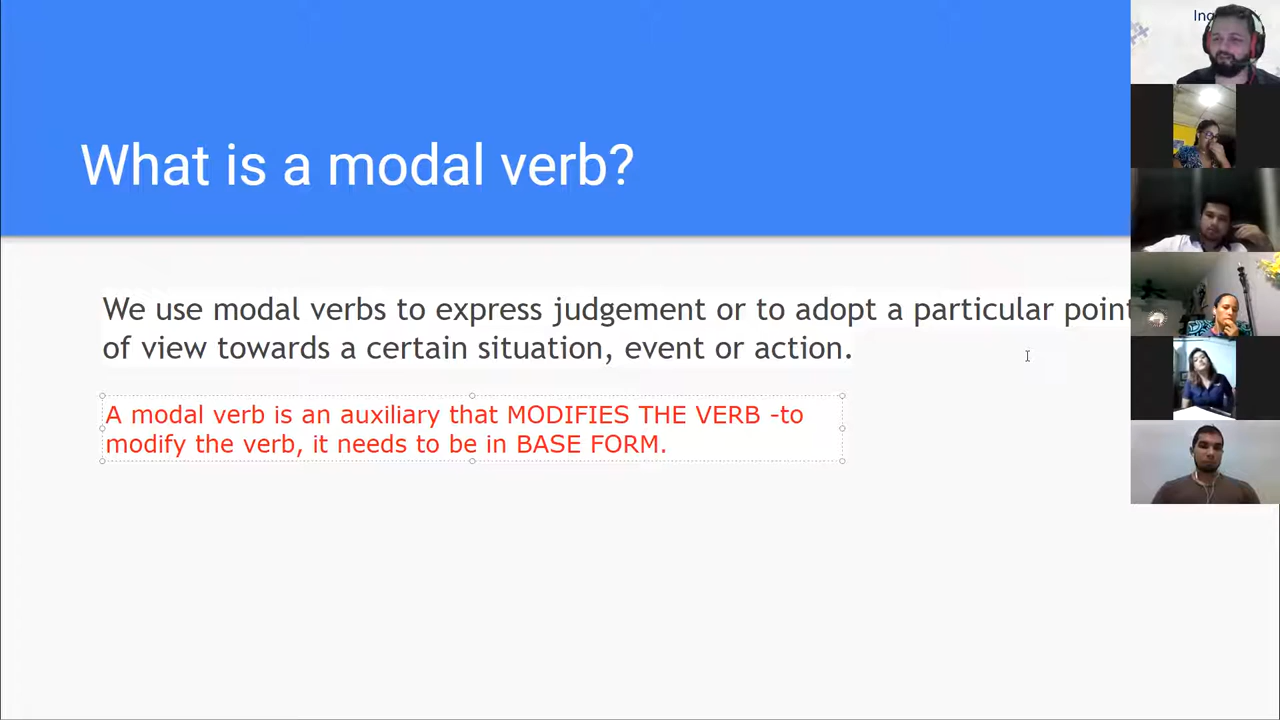 What is a modal verb?
We use modal verbs to express judgement or to adopt a particular point
of view towards a certain situation, event or action.
A modal verb is an auxiliary that MODIFIES THE VERB -to
modify the verb, it needs to be in BASE FORM.